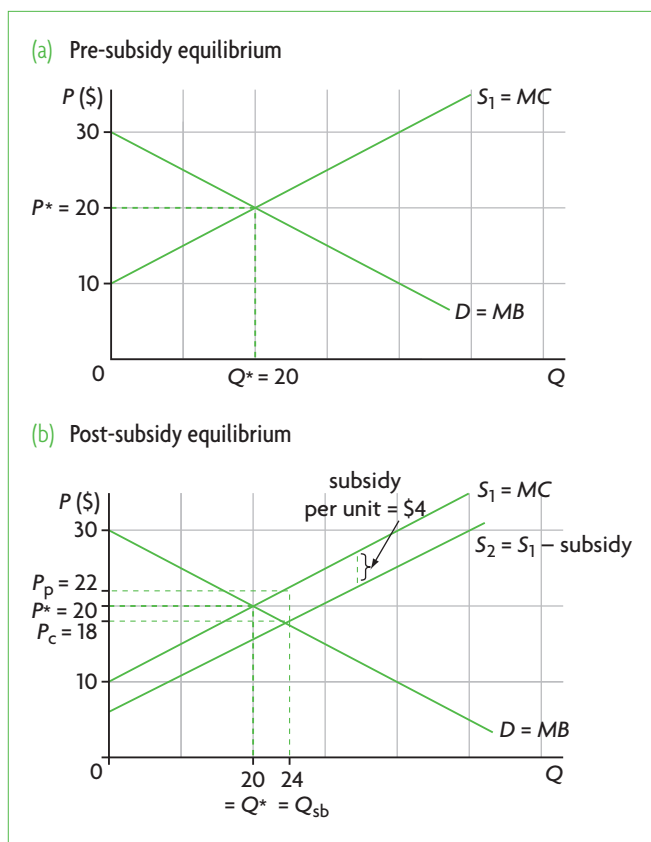 (a) Pre-subsidy equilibrium
P ($)
S₁ = MC
30
P* = 20
10
D = MB
0
Q* = 20
Q
(b) Post-subsidy equilibrium
subsidy
per unit = $4
S₁ = MC
P ($)
S₂ = S₁ – subsidy
30
Pp = 22
P* = 20
Pc = 18
10
D = MB
0
20 24
Q
= Q* = Qsb